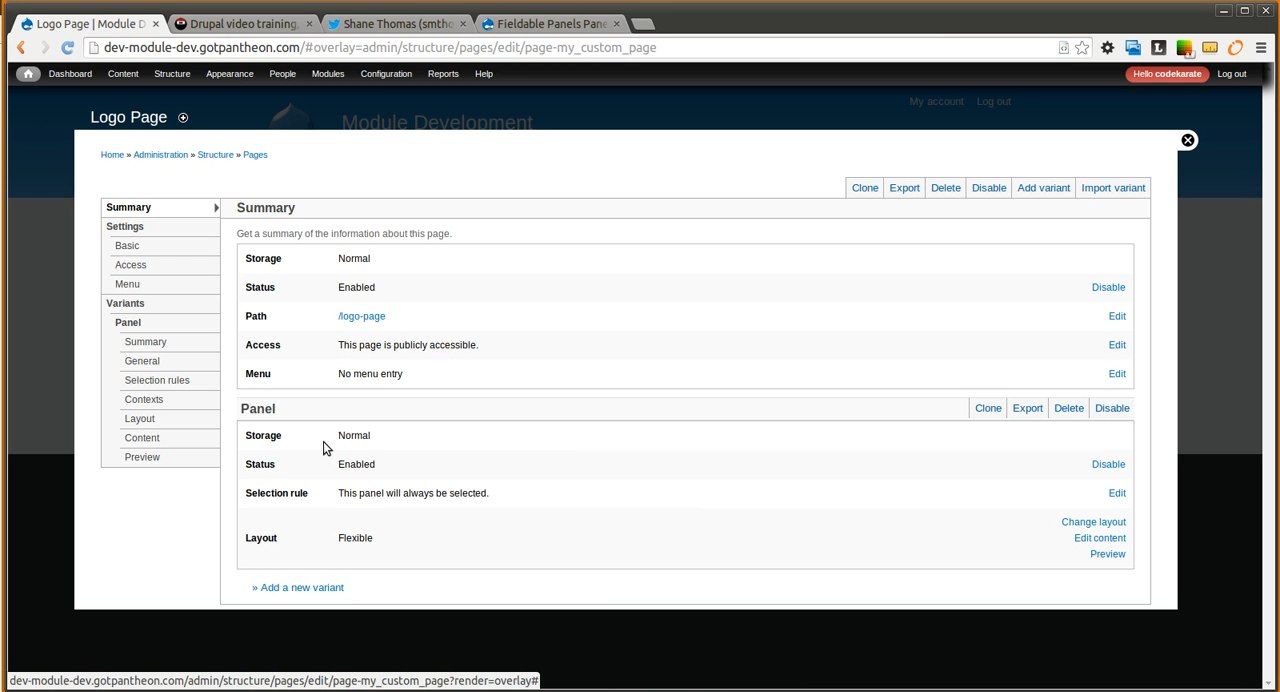 Logo Page | Module D
Drupal video training,
Shane Thomas (smtho
Fieldable Panels Pane
dev-module-dev.gotpantheon.com/#overlay=admin/structure/pages/edit/page-my_custom_page
Dashboard Content Structure Appearance People Modules Configuration Reports Help Hello codekarate Log out
My account Log out
Logo Page
Module Development
Home » Administration » Structure » Pages
Clone Export Delete Disable Add variant Import variant
Summary
Settings
Basic
Access
Menu
Variants
Panel
Summary
General
Selection rules
Contexts
Layout
Content
Preview
Summary
Get a summary of the information about this page.
Storage Normal
Status Enabled Disable
Path /logo-page Edit
Access This page is publicly accessible. Edit
Menu No menu entry Edit
Panel Clone Export Delete Disable
Storage Normal
Status Enabled Disable
Selection rule This panel will always be selected. Edit
Change layout
Layout Flexible Edit content
Preview
» Add a new variant
dev-module-dev.gotpantheon.com/admin/structure/pages/edit/page-my_custom_page?render=overlay#